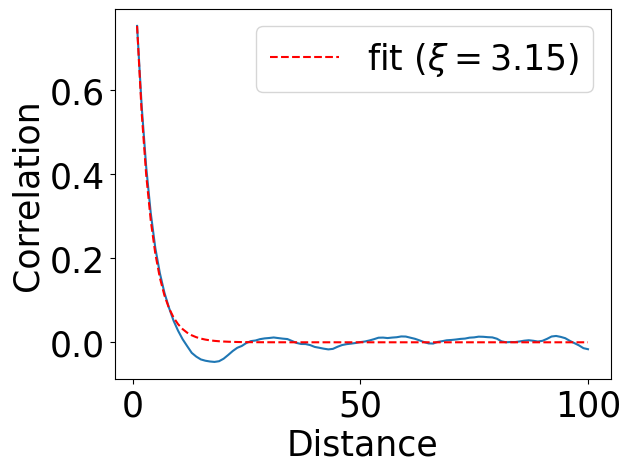 fit (ξ = 3.15)
Correlation
0.6
0.4
0.2
0.0
0 50 100
Distance